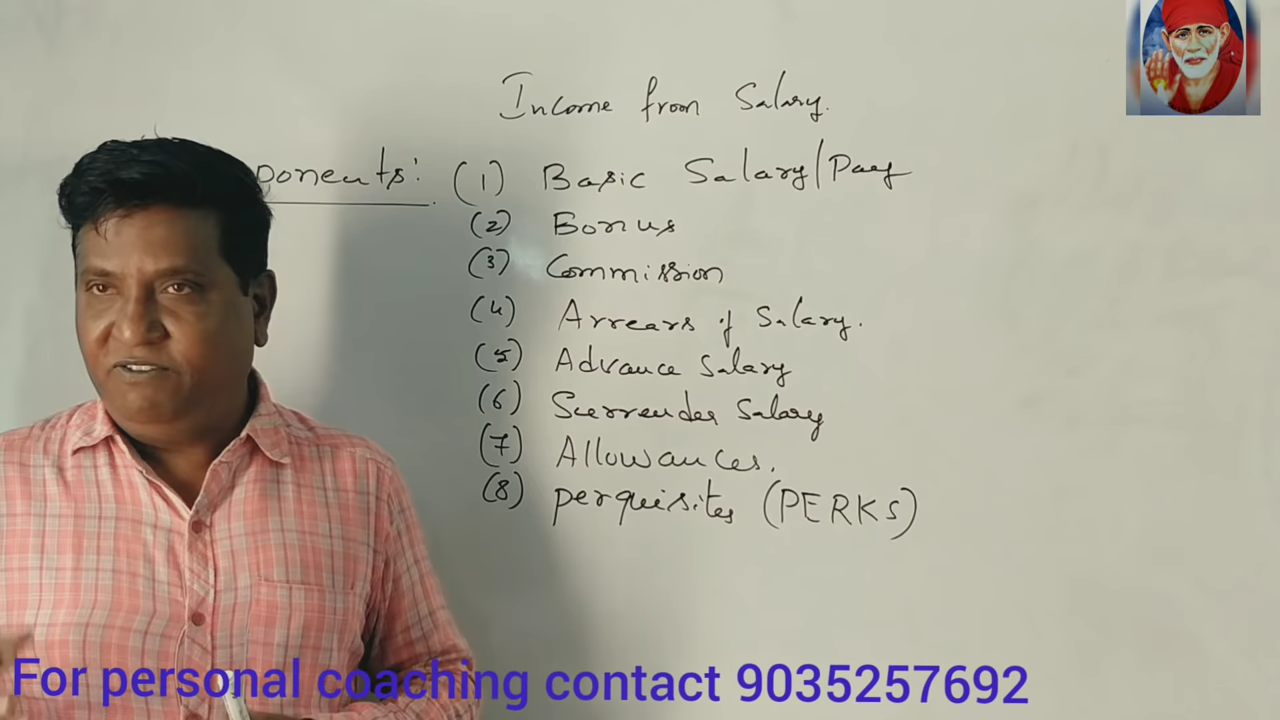 Income from Salary.
ponents: (1) Basic Salary/Pay
(2) Bonus
(3) Commission
(4) Arrears of Salary.
(5) Advance Salary
(6) Surrender Salary
(7) Allowances.
(8) perquisites (PERKS)
For personal coaching contact 9035257692